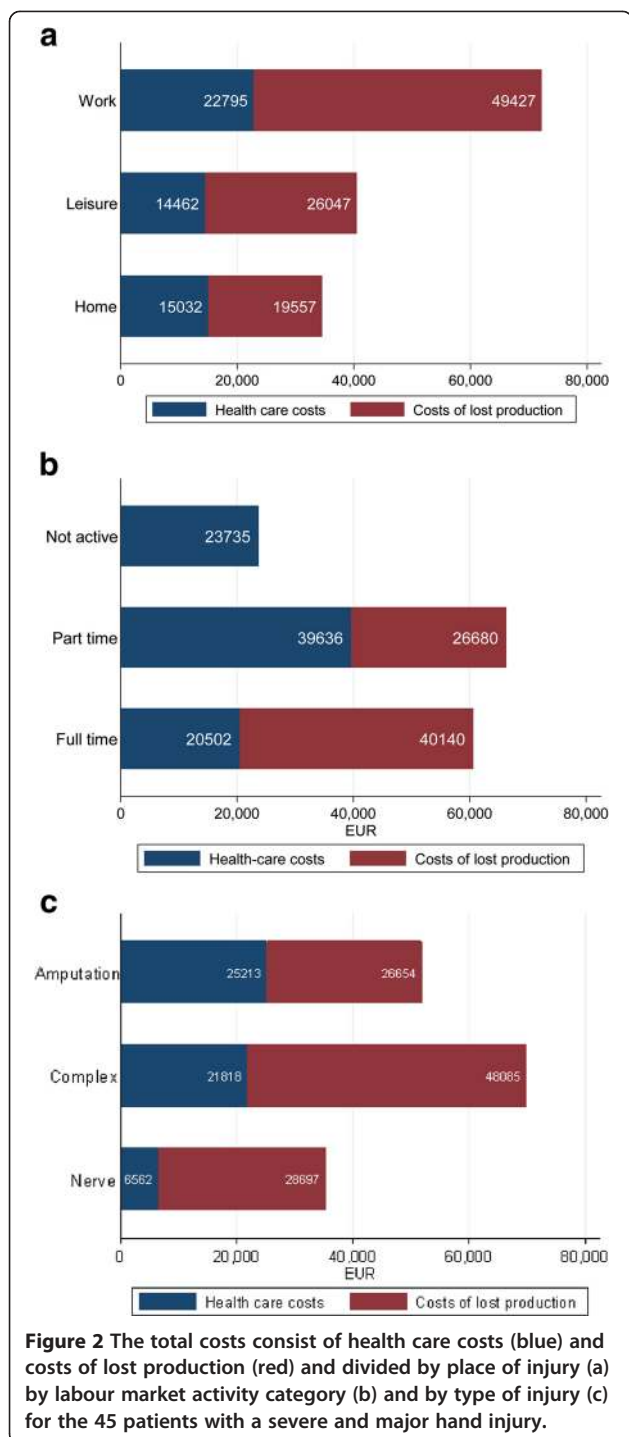 a
Work 22795 49427
Leisure 14462 26047
Home 15032 19557
0 20,000 40,000 60,000 80,000
Health care costs Costs of lost production
b
Not active 23735
Part time 39636 26680
Full time 20502 40140
0 20,000 40,000 60,000 80,000
EUR
Health-care costs Costs of lost production
c
Amputation 25213 26654
Complex 21818 48085
Nerve 6562 28697
0 20,000 40,000 60,000 80,000
EUR
Health care costs Costs of lost production
Figure 2 The total costs consist of health care costs (blue) and
costs of lost production (red) and divided by place of injury (a)
by labour market activity category (b) and by type of injury (c)
for the 45 patients with a severe and major hand injury.